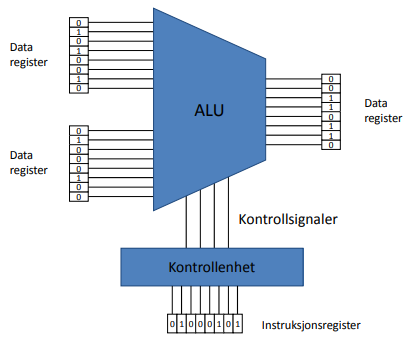 0
1
0
1
0
0
1
0
Data
register
0
1
0
0
0
1
0
0
Data
register
ALU
0
0
1
1
0
1
1
0
Data
register
Kontrollsignaler
Kontrollenhet
0 1 0 0 0 1 0 1
Instruksjonsregister